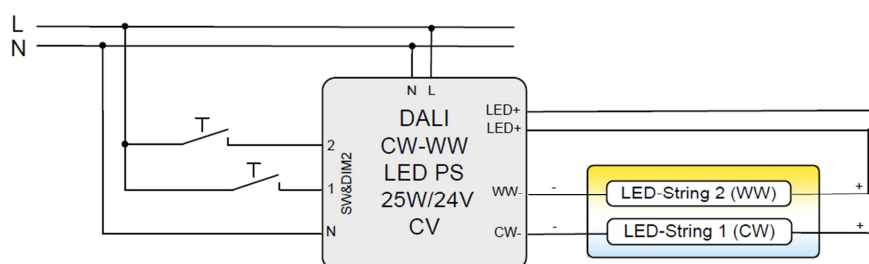 L
N
N L
DALI
CW-WW
LED PS
25W/24V
CV
SW&DIM2
2
1
N
LED+
LED+
WW-
CW-
- LED-String 2 (WW) +
- LED-String 1 (CW) +